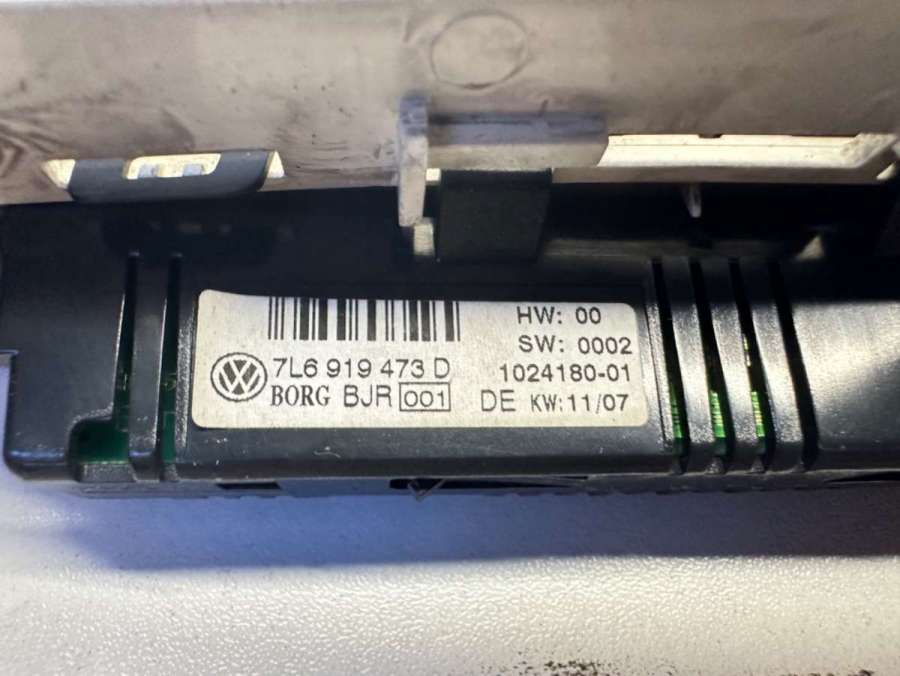 7L6 919 473 D
BORG BJR 001
HW: 00
SW: 0002
1024180-01
DE KW: 11/07